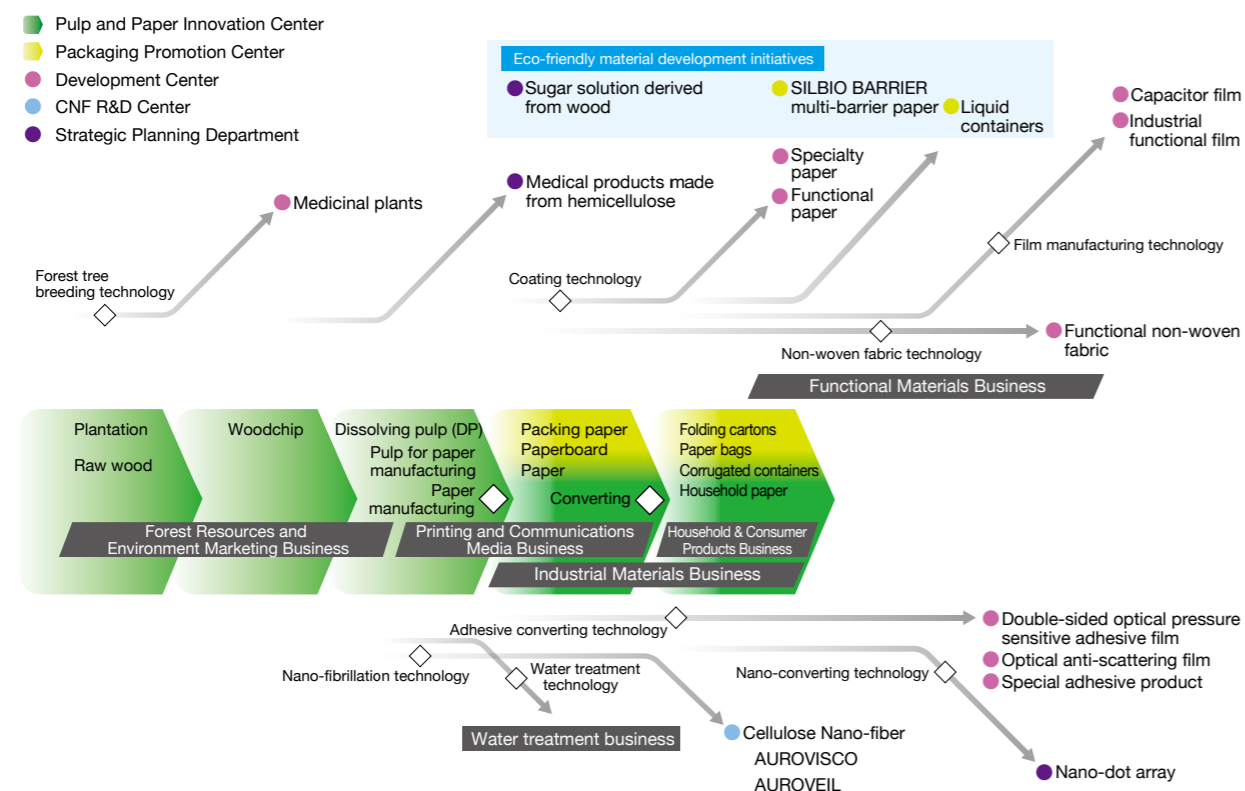 Pulp and Paper Innovation Center
Packaging Promotion Center
Development Center
CNF R&D Center
Strategic Planning Department
Eco-friendly material development initiatives
Sugar solution derived
from wood
SILBIO BARRIER
multi-barrier paper
Liquid
containers
Capacitor film
Industrial
functional film
Specialty
paper
Functional
paper
Medical products made
from hemicellulose
Medicinal plants
Film manufacturing technology
Forest tree
breeding technology
Coating technology
Functional non-woven
fabric
Non-woven fabric technology
Functional Materials Business
Plantation
Raw wood
Woodchip
Dissolving pulp (DP)
Pulp for paper
manufacturing
Paper
manufacturing
Packing paper
Paperboard
Paper
Converting
Folding cartons
Paper bags
Corrugated containers
Household paper
Forest Resources and
Environment Marketing Business
Printing and Communications
Media Business
Household & Consumer
Products Business
Industrial Materials Business
Adhesive converting technology
Double-sided optical pressure
sensitive adhesive film
Optical anti-scattering film
Special adhesive product
Nano-fibrillation technology
Water treatment
technology
Nano-converting technology
Water treatment business
Cellulose Nano-fiber
AUROVISCO
AUROVEIL
Nano-dot array